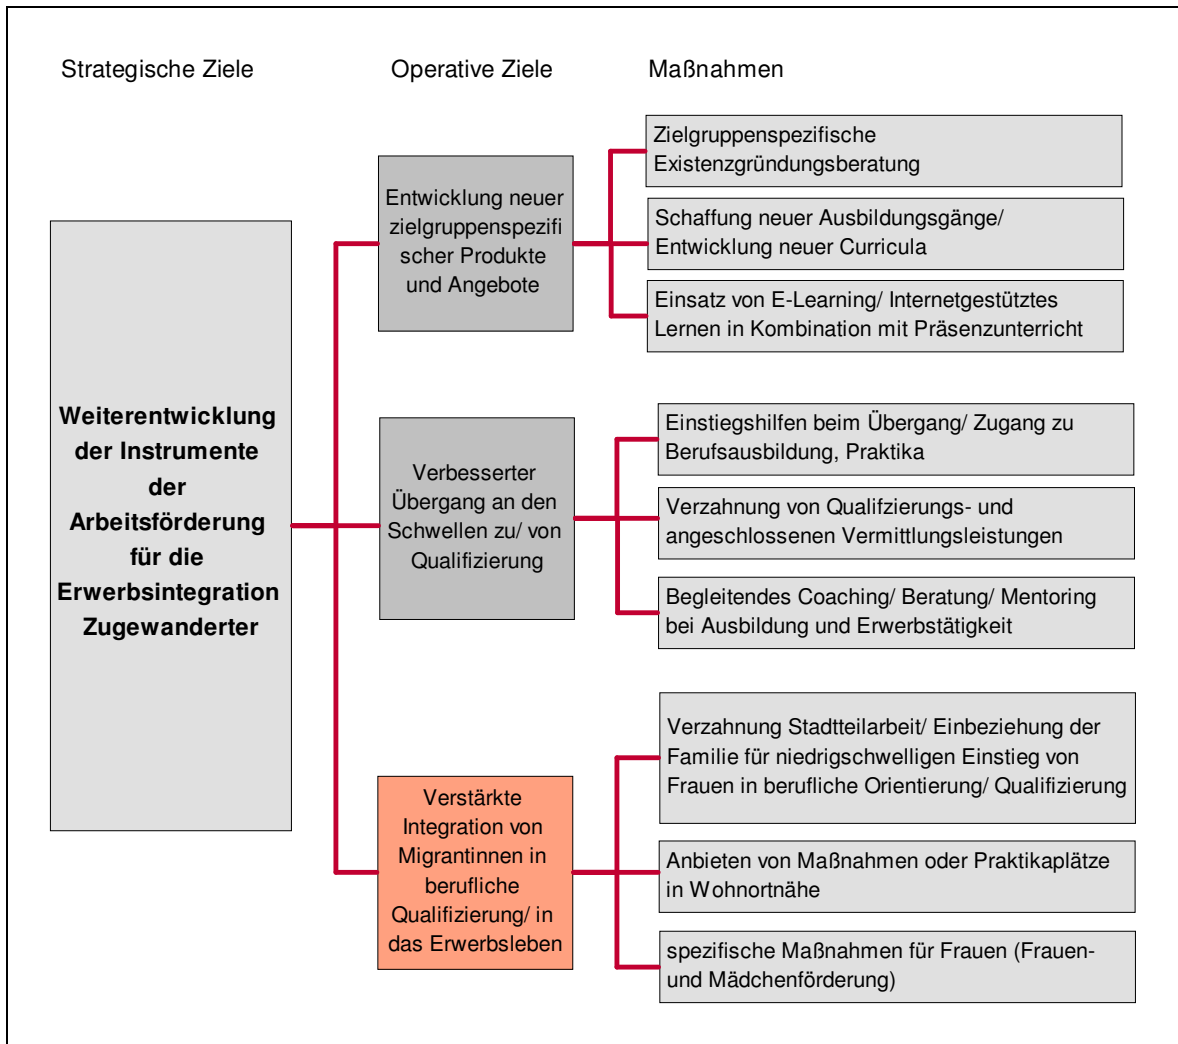 Strategische Ziele
Operative Ziele
Maßnahmen
Weiterentwicklung
der Instrumente
der
Arbeitsförderung
für die
Erwerbsintegration
Zugewanderter
Entwicklung neuer
zielgruppenspezifi
scher Produkte
und Angebote
Zielgruppenspezifische
Existenzgründungsberatung
Schaffung neuer Ausbildungsgänge/
Entwicklung neuer Curricula
Einsatz von E-Learning/ Internetgestütztes
Lernen in Kombination mit Präsenzunterricht
Verbesserter
Übergang an den
Schwellen zu/ von
Qualifizierung
Einstiegshilfen beim Übergang/ Zugang zu
Berufsausbildung, Praktika
Verzahnung von Qualifzierungs- und
angeschlossenen Vermittlungsleistungen
Begleitendes Coaching/ Beratung/ Mentoring
bei Ausbildung und Erwerbstätigkeit
Verstärkte
Integration von
Migrantinnen in
berufliche
Qualifizierung/ in
das Erwerbsleben
Verzahnung Stadtteilarbeit/ Einbeziehung der
Familie für niedrigschwelligen Einstieg von
Frauen in berufliche Orientierung/ Qualifizierung
Anbieten von Maßnahmen oder Praktikaplätze
in Wohnortnähe
spezifische Maßnahmen für Frauen (Frauen-
und Mädchenförderung)